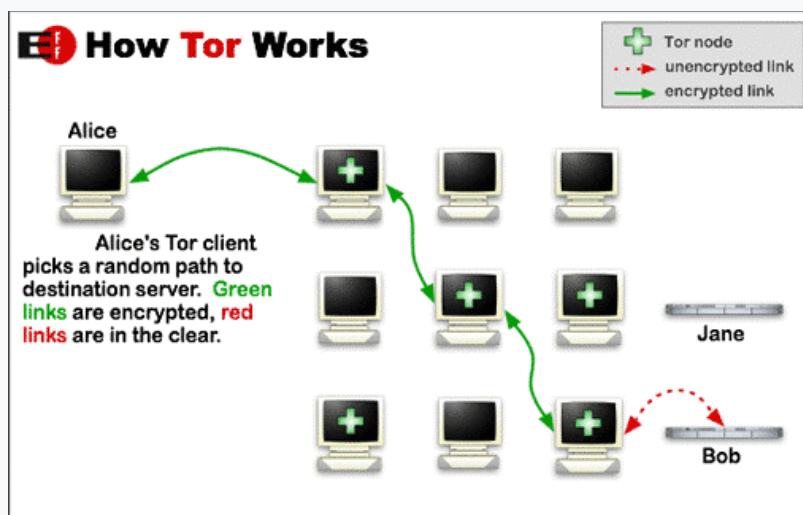 EFF How Tor Works
Tor node
unencrypted link
encrypted link
Alice
Alice's Tor client
picks a random path to
destination server. Green
links are encrypted, red
links are in the clear.
Jane
Bob